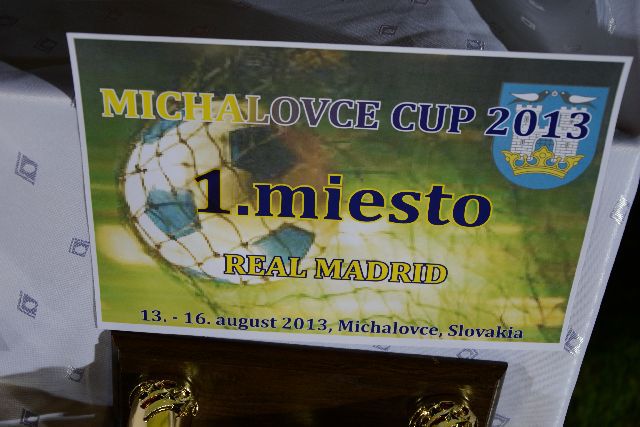 MICHALOVCE CUP 2013
1.miesto
REAL MADRID
13. - 16. august 2013, Michalovce, Slovakia